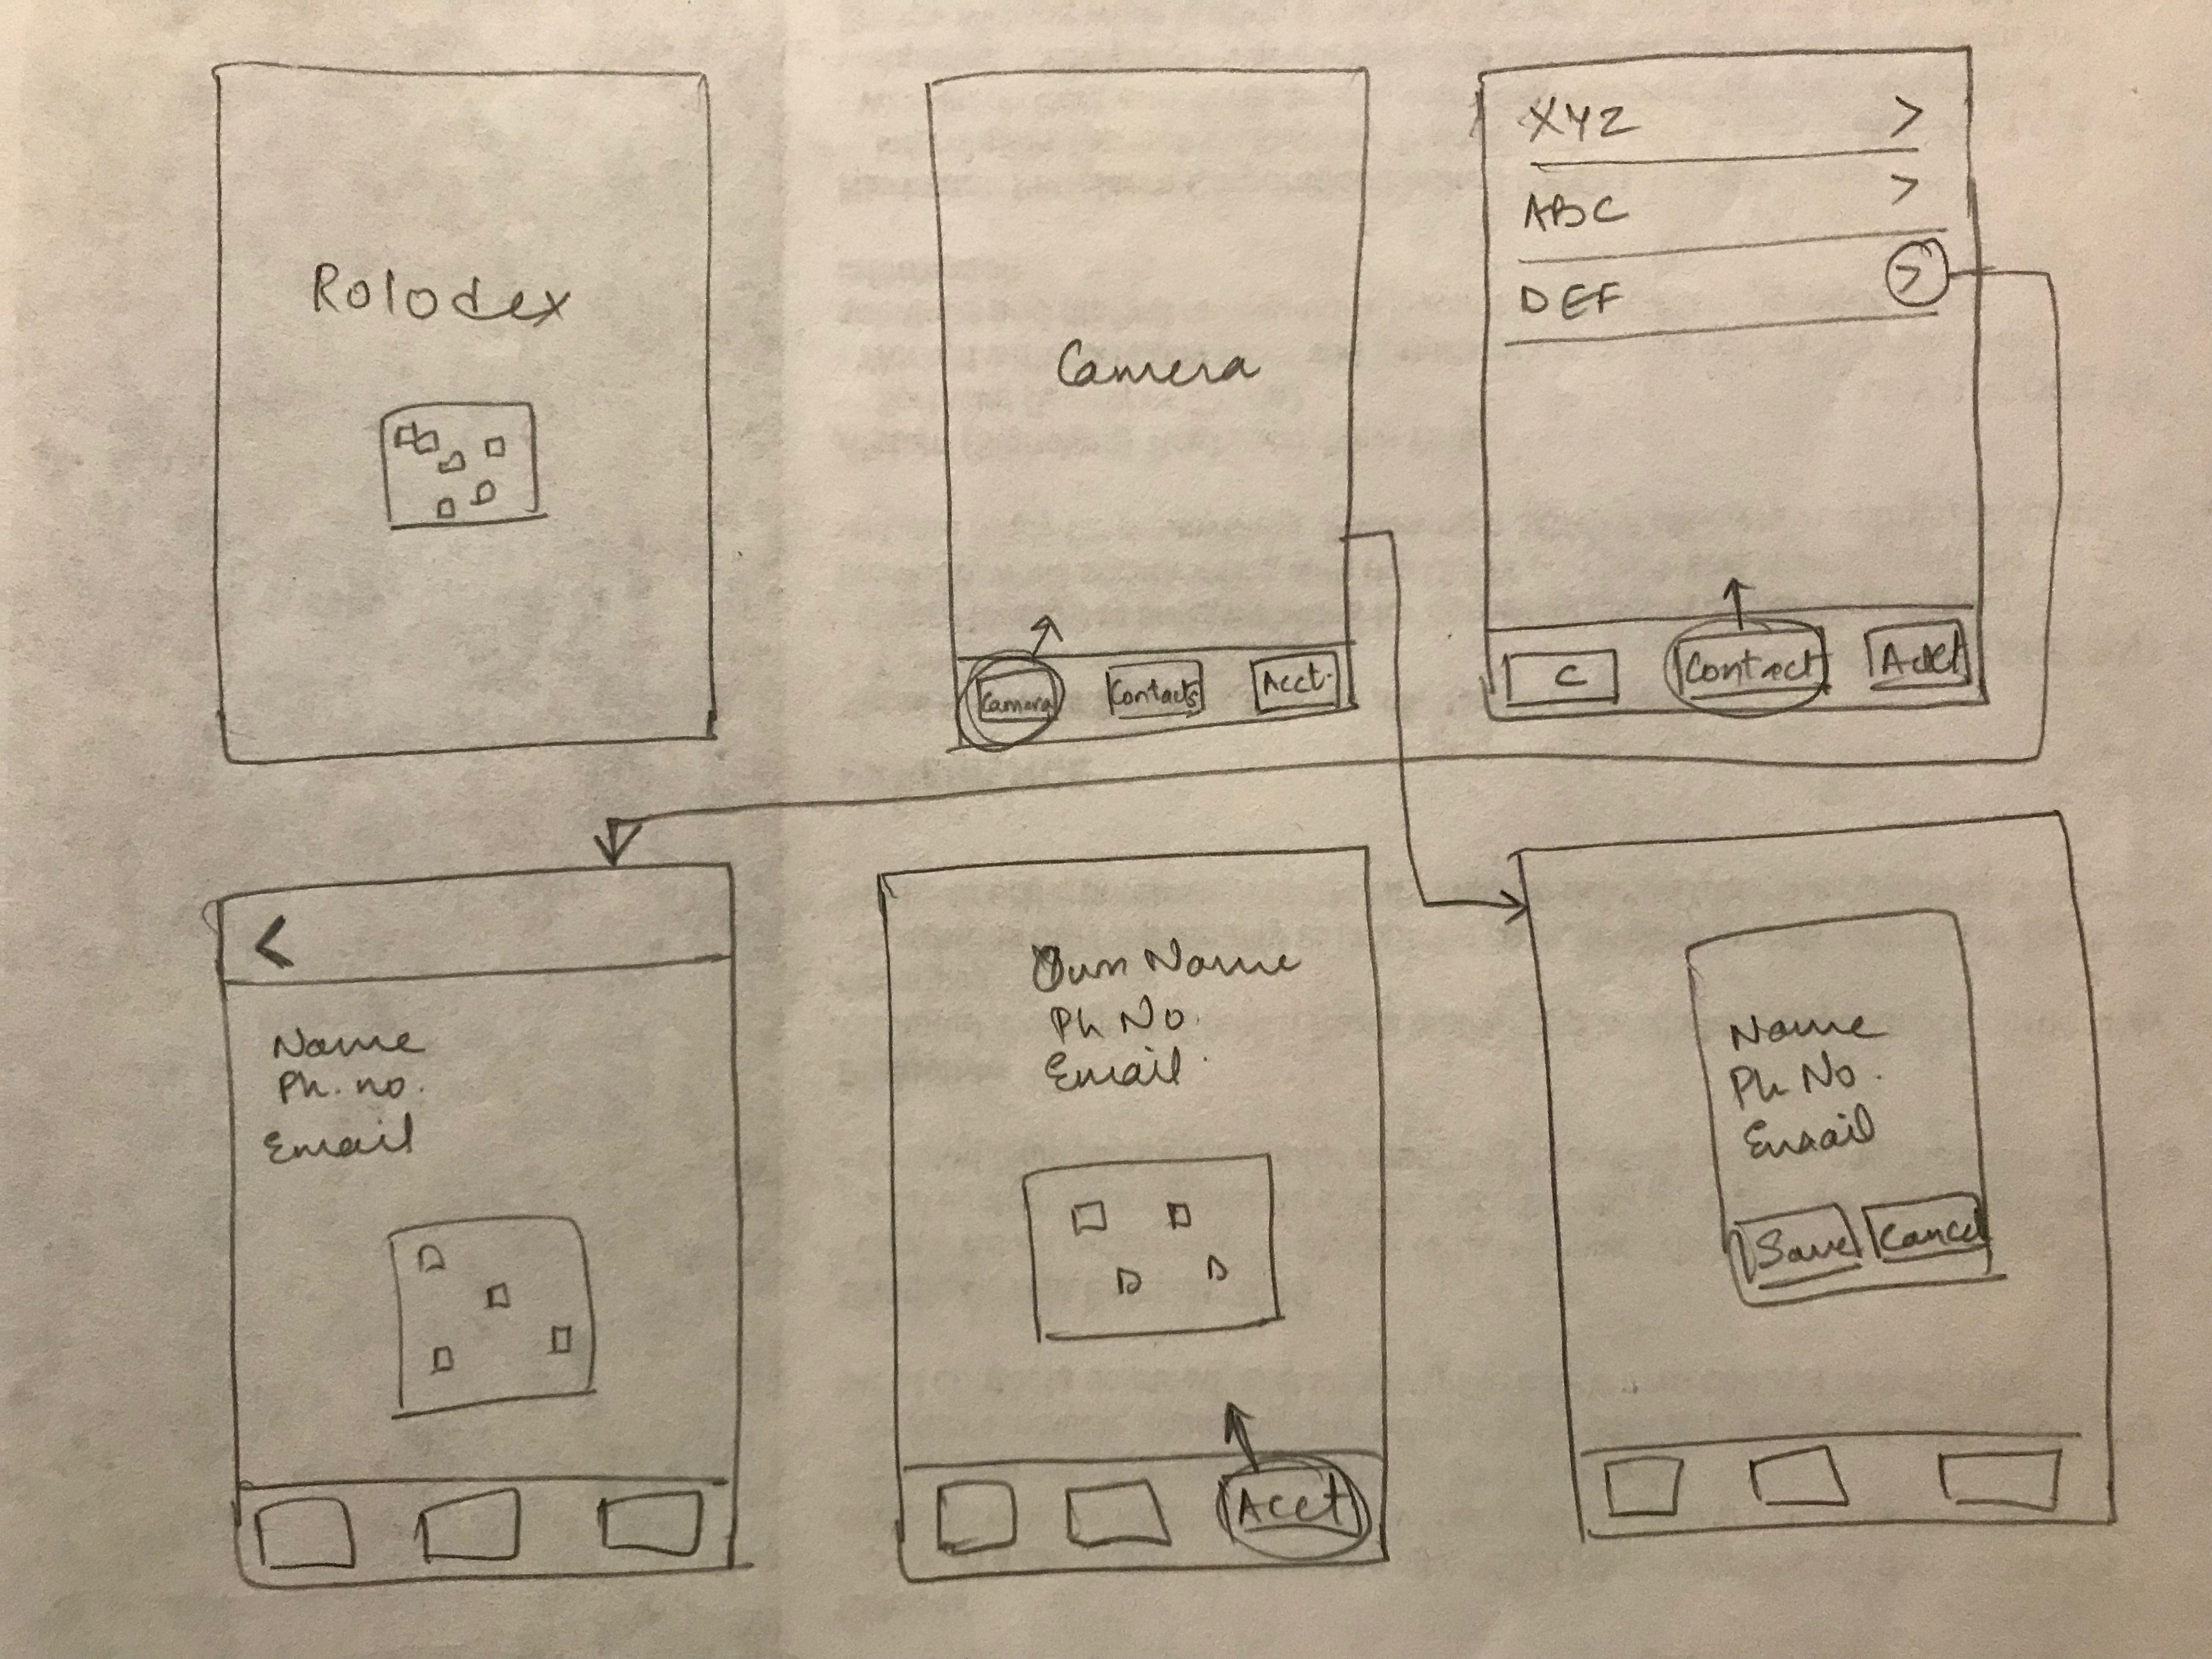 Rolodex
Camera
Camera Contacts Acct.
XYZ >
ABC >
DEF >
C Contact Acct
<
Name
Ph. no.
Email
Own Name
Ph No.
Email
Acct
Name
Ph No.
Email
Save Cancel